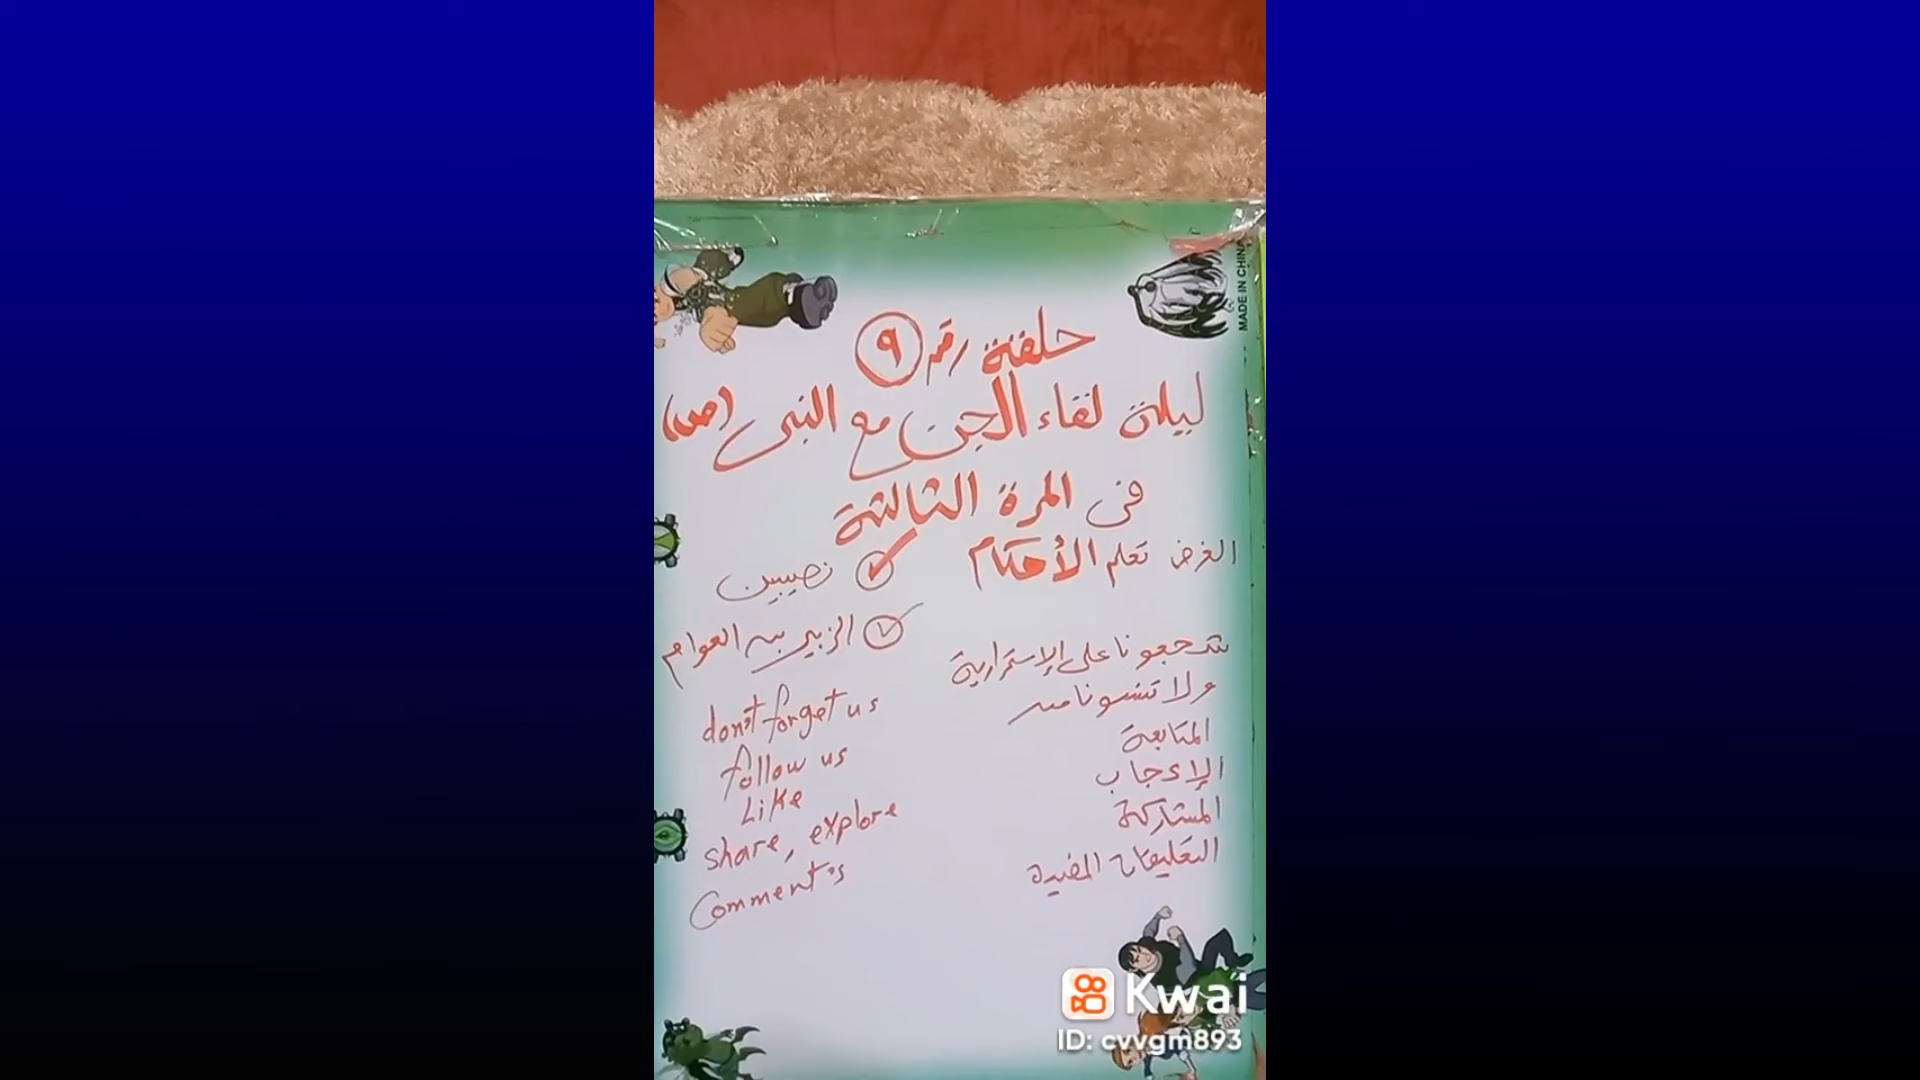 MADE IN CHINA
حلقة رقم ٩
ليلة لقاء الجن مع النبى (ص)
فى المرة الثالثة
الغرض تعلم الأحكام
نصيبين
الزبير بن العوام
شجعونا على الإستمرارية
ولا تنسونا من
المتابعة
الإعجاب
المشاركة
التعليقات المفيدة
don't forget us
follow us
Like
share, explore
Comment's
Kwai
ID: cvvgm893